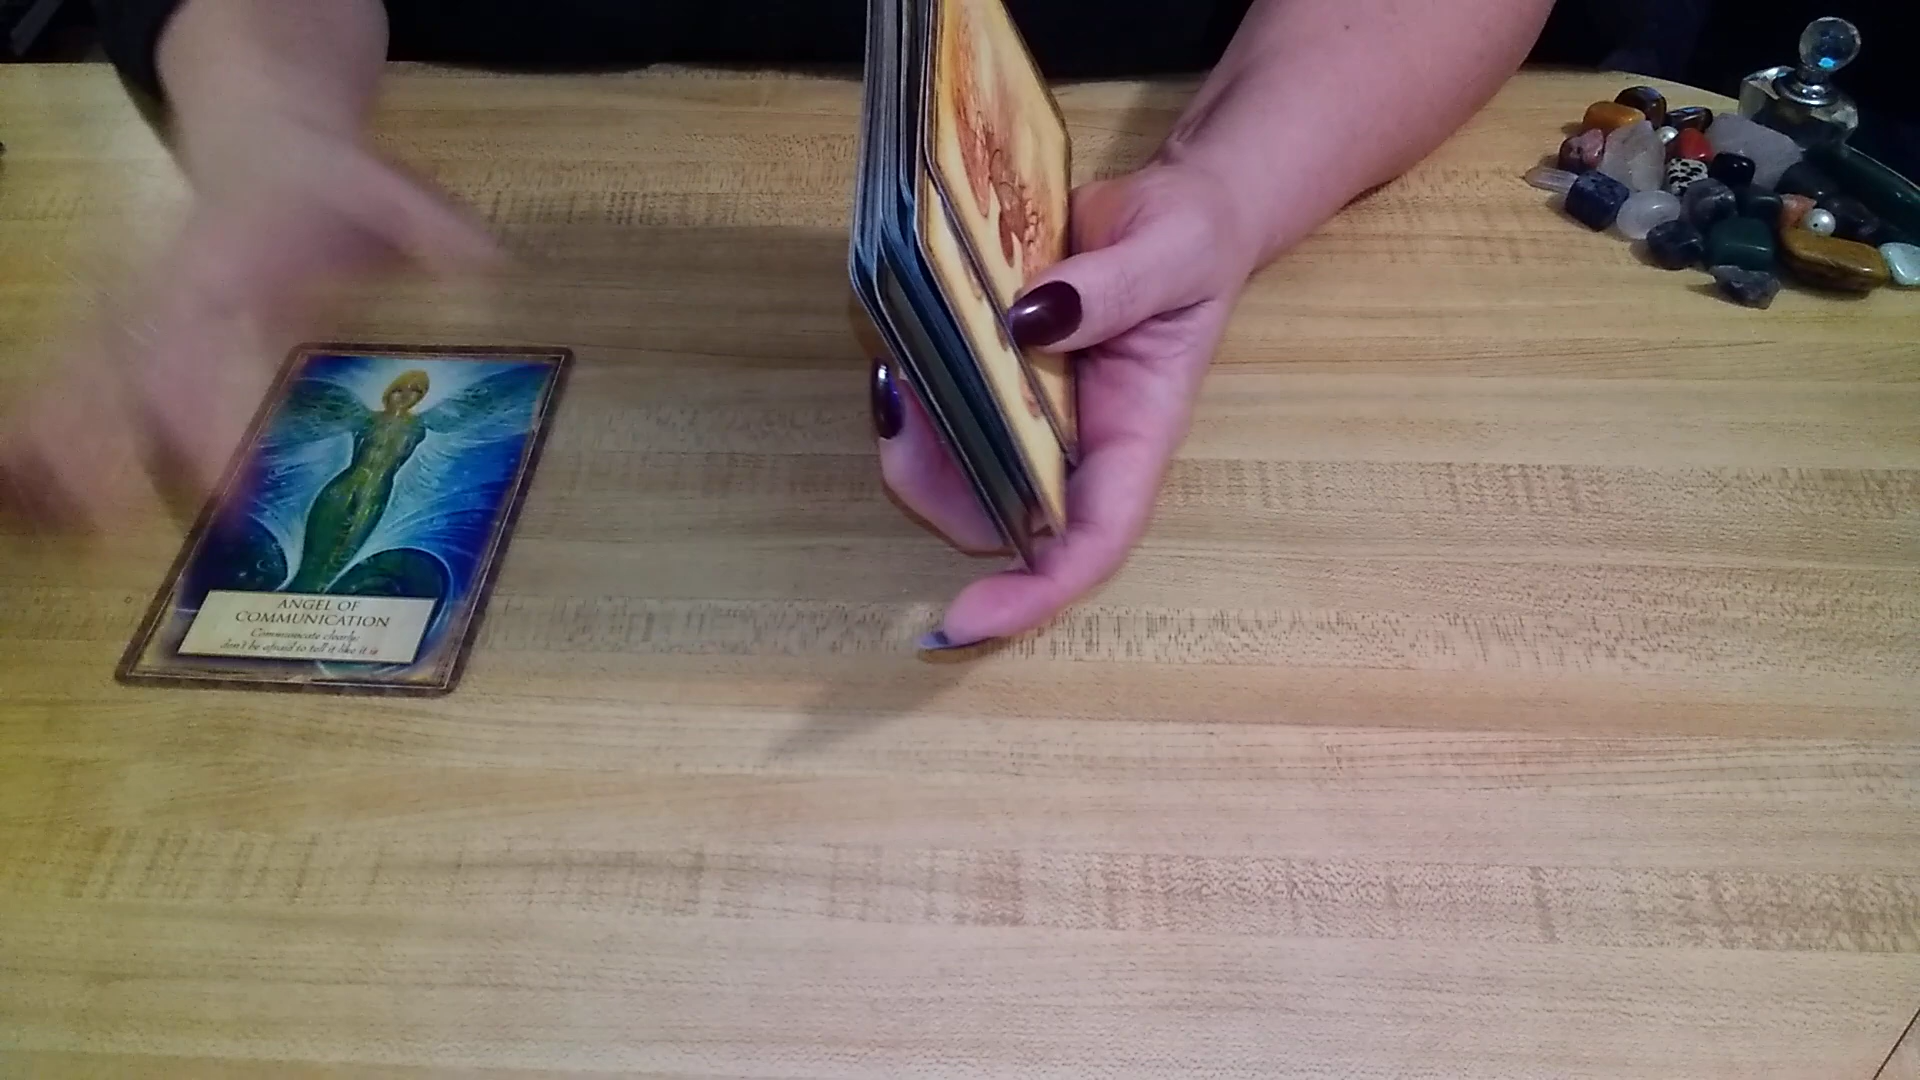 ANGEL OF
COMMUNICATION
Communicate clearly;
don't be afraid to tell it like it is